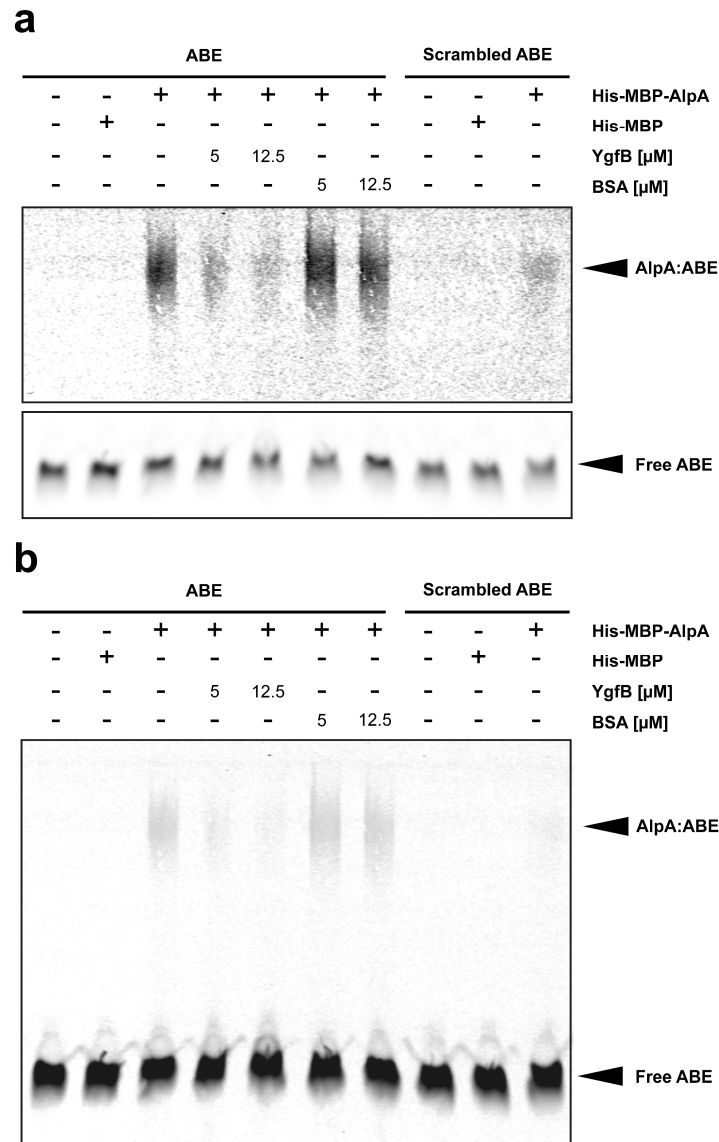 a
ABE Scrambled ABE
- - + + + + + - - + His-MBP-AlpA
- + - - - - - - + - His-MBP
- - - 5 12.5 - - - - - YgfB [µM]
- - - - - 5 12.5 - - - BSA [µM]
AlpA:ABE
Free ABE
b
ABE Scrambled ABE
- - + + + + + - - + His-MBP-AlpA
- + - - - - - - + - His-MBP
- - - 5 12.5 - - - - - YgfB [µM]
- - - - - 5 12.5 - - - BSA [µM]
AlpA:ABE
Free ABE